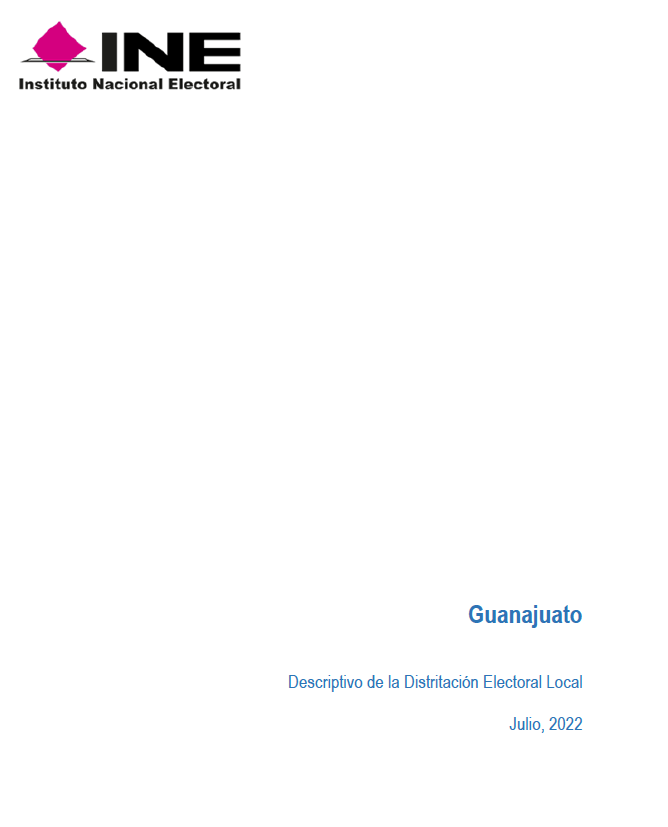 INE
Instituto Nacional Electoral
Guanajuato
Descriptivo de la Distritación Electoral Local
Julio, 2022